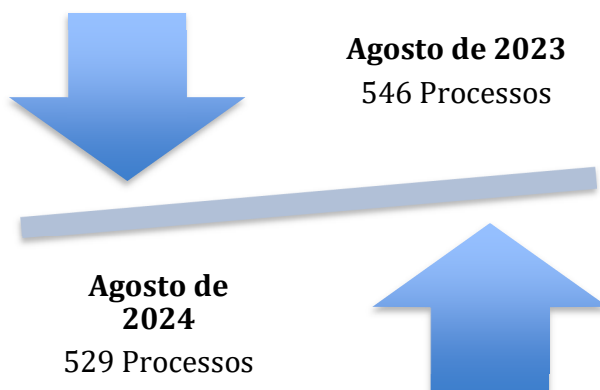 Agosto de 2023
546 Processos
Agosto de
2024
529 Processos